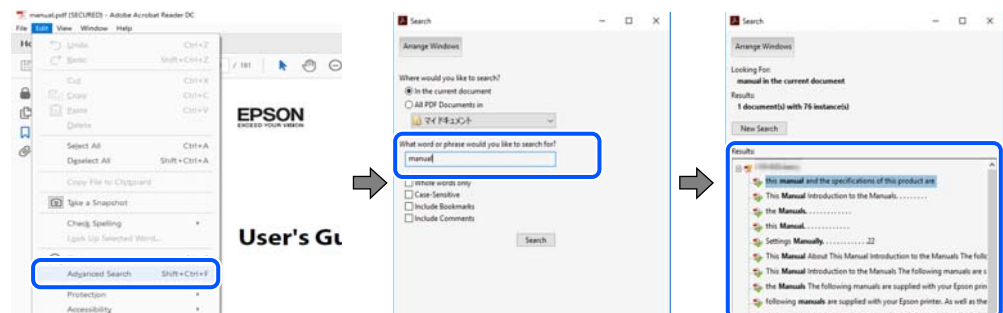 manual.pdf (SECURED) - Adobe Acrobat Reader DC
File Edit View Window Help
Undo Ctrl+Z
Redo Shift+Ctrl+Z
Cut Ctrl+X
Copy Ctrl+C
Paste Ctrl+V
Delete
Select All Ctrl+A
Deselect All Shift+Ctrl+A
Copy File to Clipboard
Take a Snapshot
Check Spelling
Look Up Selected Word...
Advanced Search Shift+Ctrl+F
Protection
Accessibility
/ 181
EPSON
EXCEED YOUR VISION
User's Gu
Search
Arrange Windows
Where would you like to search?
In the current document
All PDF Documents in
マイ ドキュメント
What word or phrase would you like to search for?
manual
Whole words only
Case-Sensitive
Include Bookmarks
Include Comments
Search
Search
Arrange Windows
Looking For:
manual in the current document
Results:
1 document(s) with 76 instance(s)
New Search
Results:
this manual and the specifications of this product are
This Manual Introduction to the Manuals. . . . . . . . .
the Manuals. . . . . . . . . . . . .
this Manual. . . . . . . . . . . . .
Settings Manually. . . . . . . . . . . .22
This Manual About This Manual Introduction to the Manuals The follo
This Manual Introduction to the Manuals The following manuals are s
the Manuals The following manuals are supplied with your Epson prin
following manuals are supplied with your Epson printer. As well as the